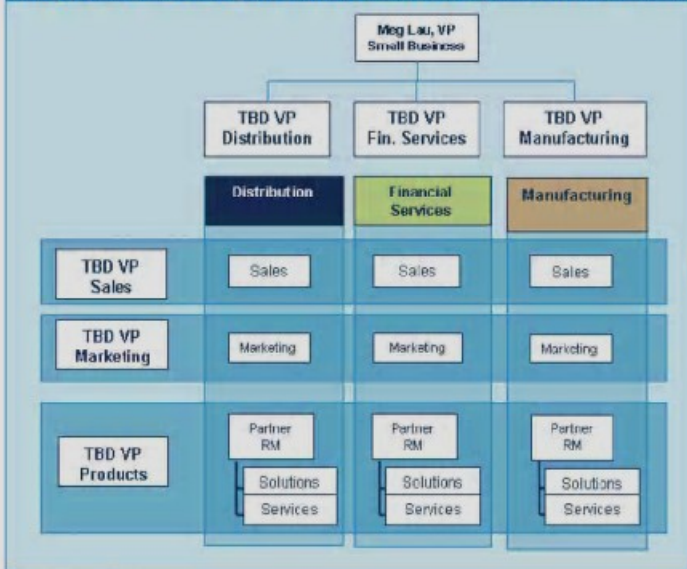 Meg Lau, VP
Small Business
TBD VP
Distribution
TBD VP
Fin. Services
TBD VP
Manufacturing
Distribution
Financial
Services
Manufacturing
TBD VP
Sales
Sales
Sales
Sales
TBD VP
Marketing
Marketing
Marketing
Marketing
TBD VP
Products
Partner
RM
Solutions
Services
Partner
RM
Solutions
Services
Partner
RM
Solutions
Services